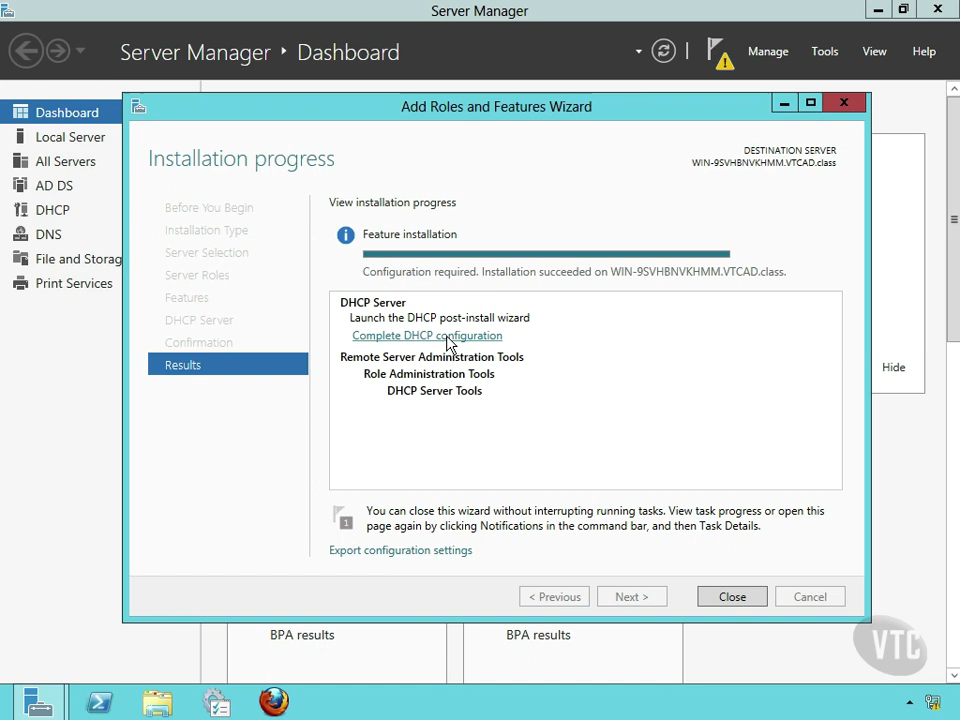 Server Manager
Server Manager ‣ Dashboard
Manage
Tools
View
Help
Dashboard
Local Server
All Servers
AD DS
DHCP
DNS
File and Storag
Print Services
Add Roles and Features Wizard
Installation progress
DESTINATION SERVER
WIN-9SVHBNVKHMM.VTCAD.class
Before You Begin
Installation Type
Server Selection
Server Roles
Features
DHCP Server
Confirmation
Results
View installation progress
Feature installation
Configuration required. Installation succeeded on WIN-9SVHBNVKHMM.VTCAD.class.
DHCP Server
Launch the DHCP post-install wizard
Complete DHCP configuration
Remote Server Administration Tools
Role Administration Tools
DHCP Server Tools
1
You can close this wizard without interrupting running tasks. View task progress or open this
page again by clicking Notifications in the command bar, and then Task Details.
Export configuration settings
< Previous
Next >
Close
Cancel
Hide
BPA results
BPA results
VTC